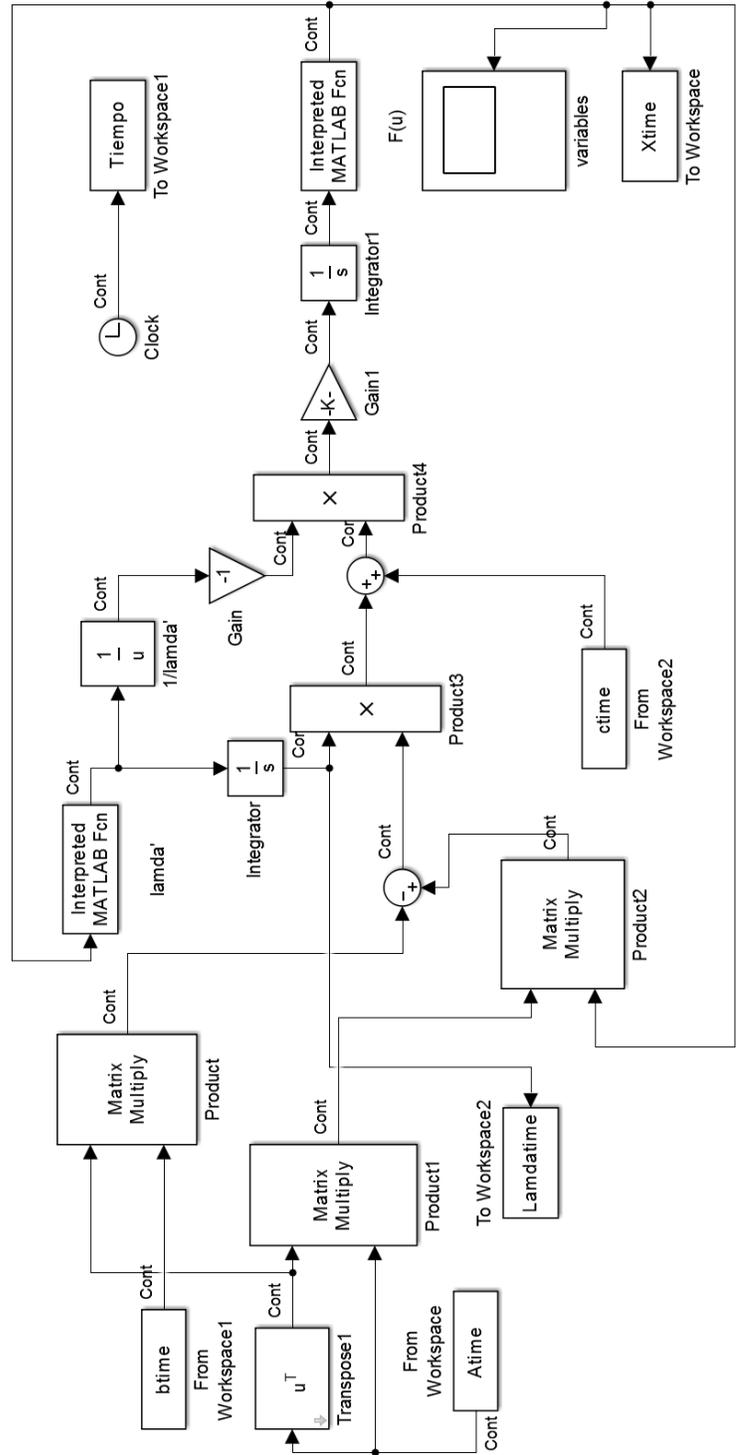 btime
From
Workspace1
Cont
u
T
Transpose1
Cont
From
Workspace
Atime
Cont
Matrix
Multiply
Product
Cont
Matrix
Multiply
Product1
Cont
To Workspace2
Lamdatime
Interpreted
MATLAB Fcn
lamda'
Cont
1
s
Integrator
Cor
-
+
Cont
Matrix
Multiply
Product2
Cont
1
u
1/lamda'
Cont
-1
Gain
Cont
×
Product3
Cont
+
+
Cor
ctime
From
Workspace2
Cont
×
Product4
Cont
-K-
Gain1
Cont
1
s
Integrator1
Cont
Interpreted
MATLAB Fcn
F(u)
Cont
Clock
Cont
Tiempo
To Workspace1
variables
Xtime
To Workspace